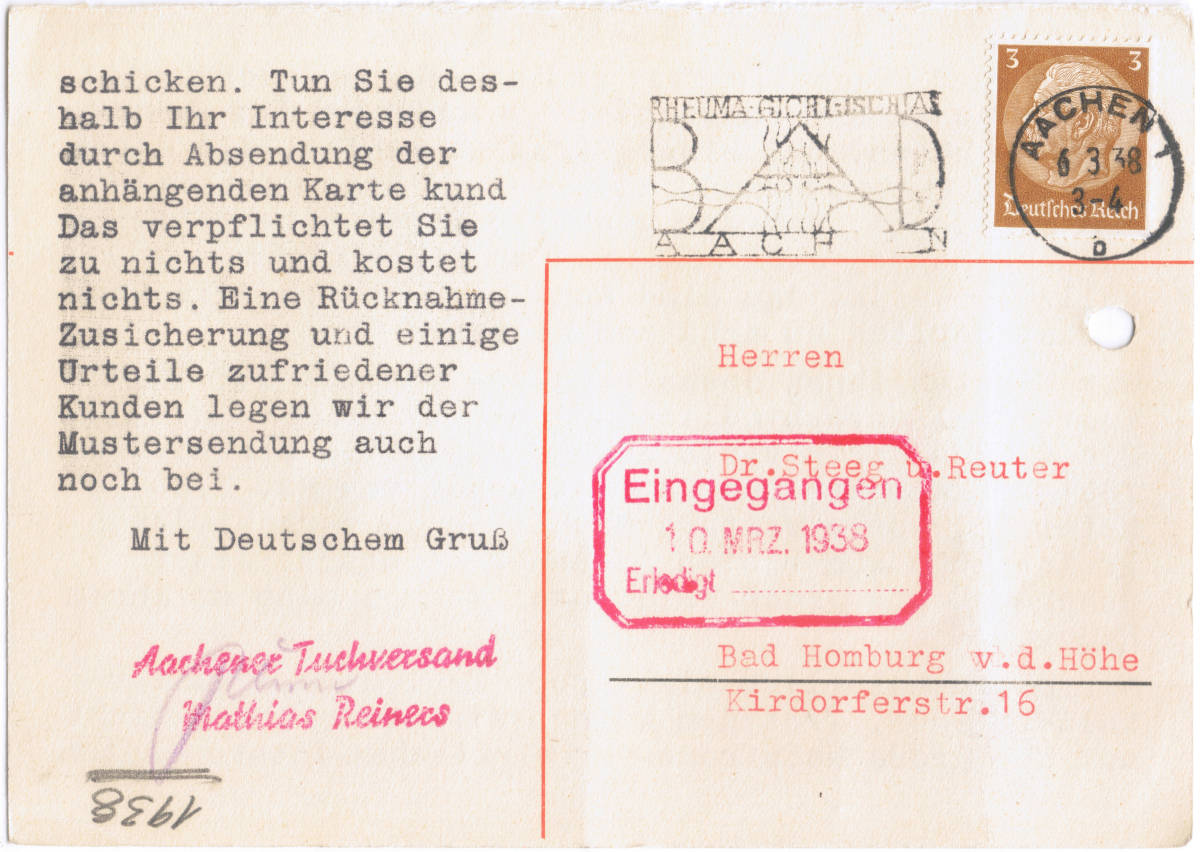 schicken. Tun Sie des-
halb Ihr Interesse
durch Absendung der
anhängenden Karte kund
Das verpflichtet Sie
zu nichts und kostet
nichts. Eine Rücknahme-
Zusicherung und einige
Urteile zufriedener
Kunden legen wir der
Mustersendung auch
noch bei.
Mit Deutschem Gruß
Aachener Tuchversand
Mathias Reiners
1938
RHEUMA·GICHT·ISCHIAS
BAD
AACHEN
3 3
Deutsches Reich
AACHEN 1
6.3.38
3-4
Herren
Dr.Steeg u.Reuter
Eingegangen
10. MRZ. 1938
Erledigt
Bad Homburg v.d.Höhe
Kirdorferstr.16